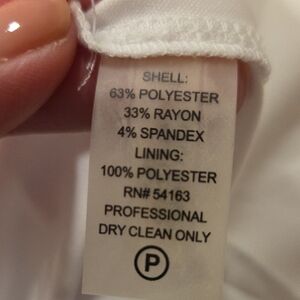 SHELL:
63% POLYESTER
33% RAYON
4% SPANDEX
LINING:
100% POLYESTER
RN# 54163
PROFESSIONAL
DRY CLEAN ONLY
P